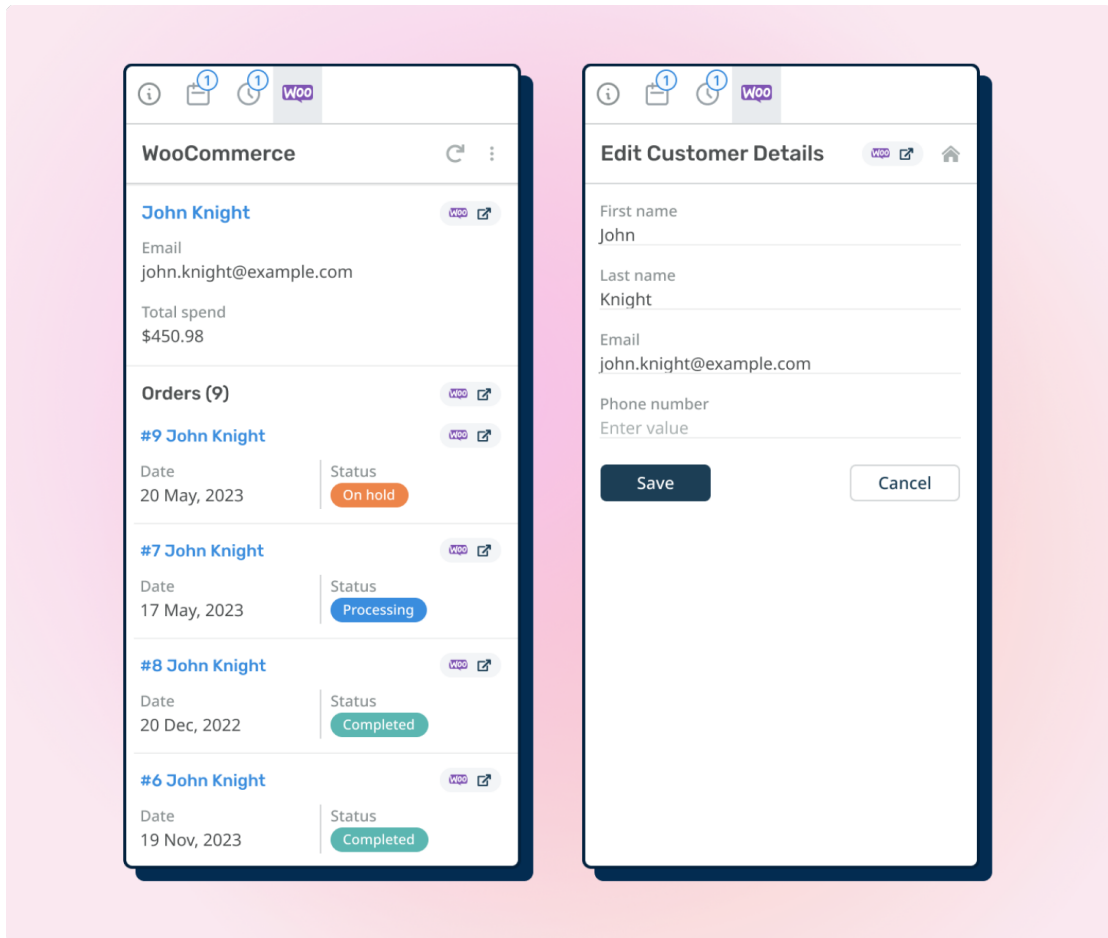 1 1 Woo
WooCommerce
John Knight Woo
Email
john.knight@example.com
Total spend
$450.98
Orders (9) Woo
#9 John Knight Woo
Date Status
20 May, 2023 On hold
#7 John Knight Woo
Date Status
17 May, 2023 Processing
#8 John Knight Woo
Date Status
20 Dec, 2022 Completed
#6 John Knight Woo
Date Status
19 Nov, 2023 Completed
1 1 Woo
Edit Customer Details Woo
First name
John
Last name
Knight
Email
john.knight@example.com
Phone number
Enter value
Save Cancel